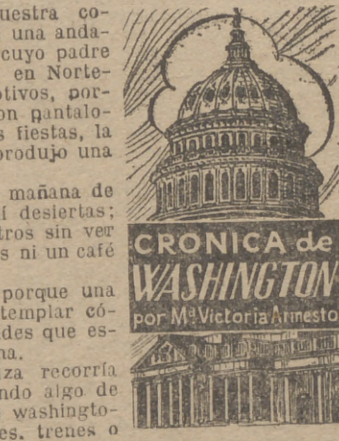 uestra co-
una anda-
cuyo padre
en Norte-
otivos, por-
on pantalo-
s fiestas, la
produjo una
mañana de
í desiertas;
tros sin ver
s ni un café
porque una
templar có-
ades que es-
na.
za recorría
ndo algo de
washingto-
es, trenes o
CRONICA de
WASHINGTON
por Mª Victoria Armesto